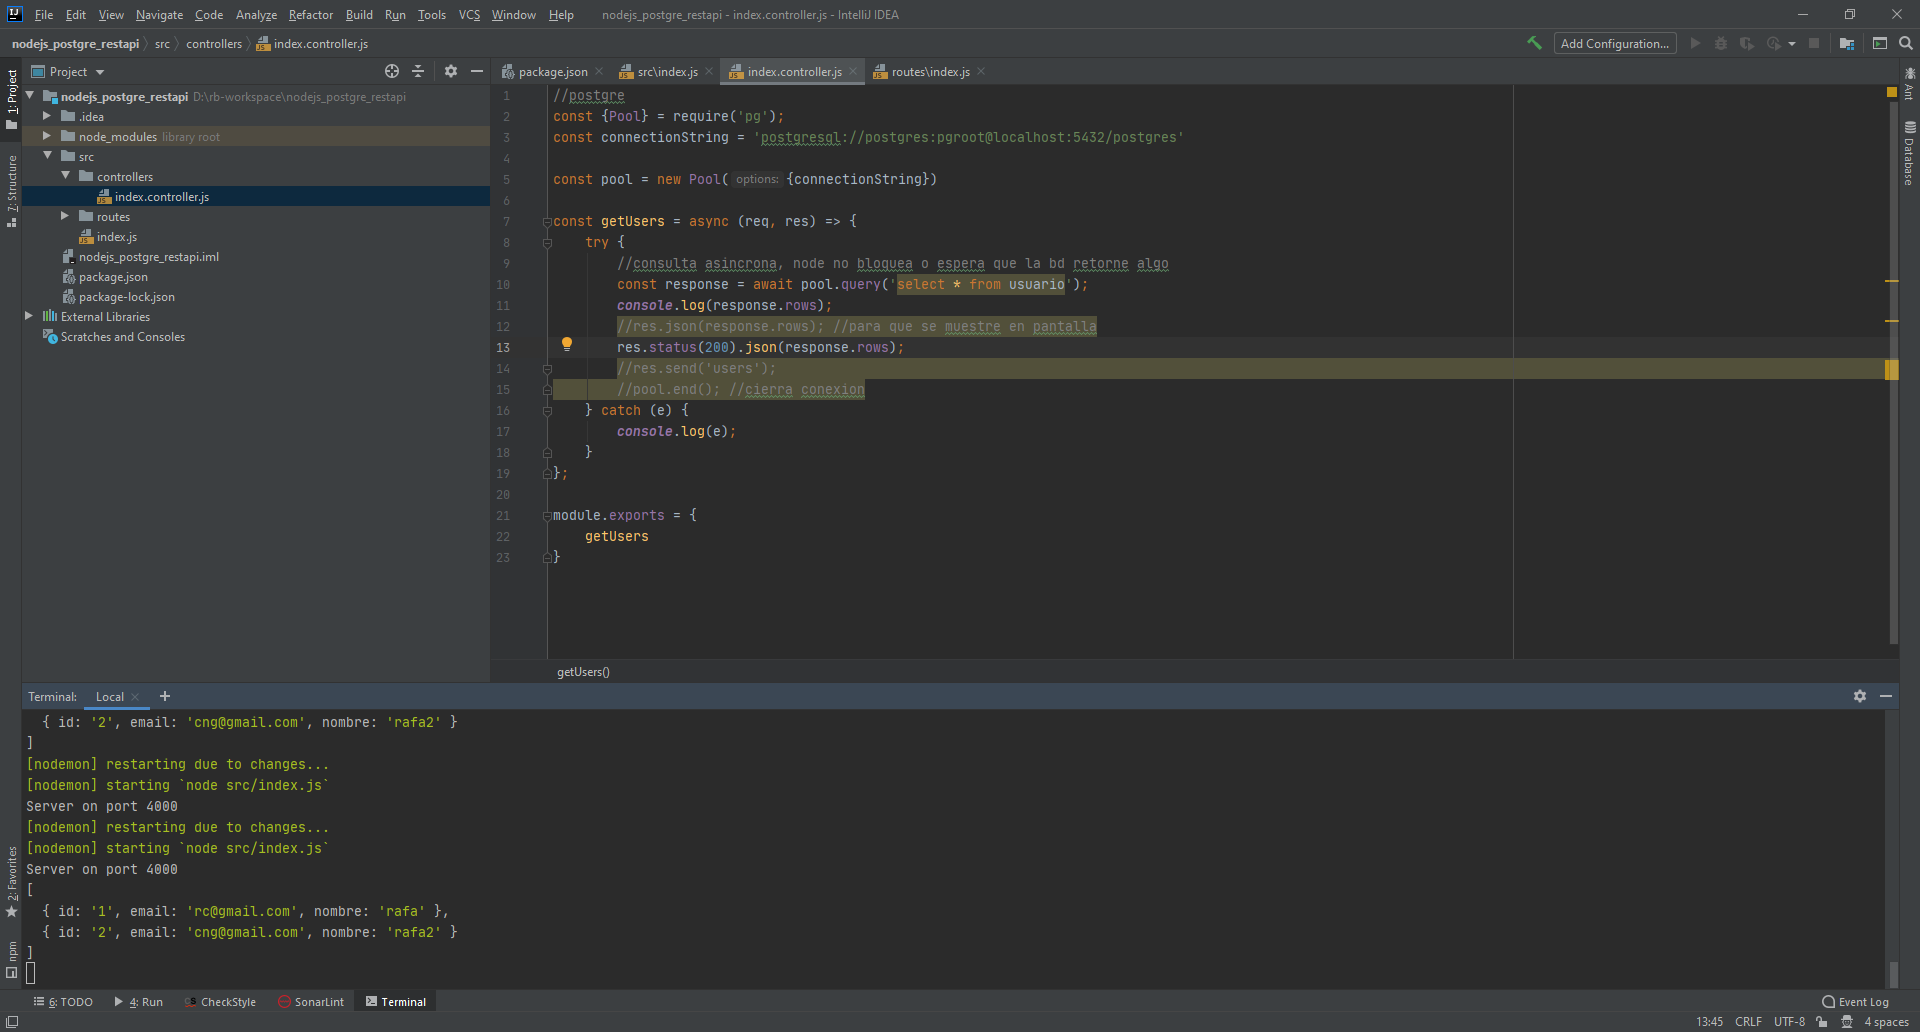 File Edit View Navigate Code Analyze Refactor Build Run Tools VCS Window Help nodejs_postgre_restapi - index.controller.js - IntelliJ IDEA
nodejs_postgre_restapi src controllers index.controller.js Add Configuration...
Project
package.json src\index.js index.controller.js routes\index.js
nodejs_postgre_restapi D:\rb-workspace\nodejs_postgre_restapi
.idea
node_modules library root
src
controllers
index.controller.js
routes
index.js
nodejs_postgre_restapi.iml
package.json
package-lock.json
External Libraries
Scratches and Consoles
1: Project
7: Structure
2: Favorites
npm
Ant
Database
1 //postgre
2 const {Pool} = require('pg');
3 const connectionString = 'postgresql://postgres:pgroot@localhost:5432/postgres'
4
5 const pool = new Pool( options: {connectionString})
6
7 const getUsers = async (req, res) => {
8 try {
9 //consulta asincrona, node no bloquea o espera que la bd retorne algo
10 const response = await pool.query('select * from usuario');
11 console.log(response.rows);
12 //res.json(response.rows); //para que se muestre en pantalla
13 res.status(200).json(response.rows);
14 //res.send('users');
15 //pool.end(); //cierra conexion
16 } catch (e) {
17 console.log(e);
18 }
19 };
20
21 module.exports = {
22 getUsers
23 }
getUsers()
Terminal: Local +
{ id: '2', email: 'cng@gmail.com', nombre: 'rafa2' }
]
[nodemon] restarting due to changes...
[nodemon] starting `node src/index.js`
Server on port 4000
[nodemon] restarting due to changes...
[nodemon] starting `node src/index.js`
Server on port 4000
[
{ id: '1', email: 'rc@gmail.com', nombre: 'rafa' },
{ id: '2', email: 'cng@gmail.com', nombre: 'rafa2' }
]
6: TODO 4: Run CheckStyle SonarLint Terminal Event Log
13:45 CRLF UTF-8 4 spaces